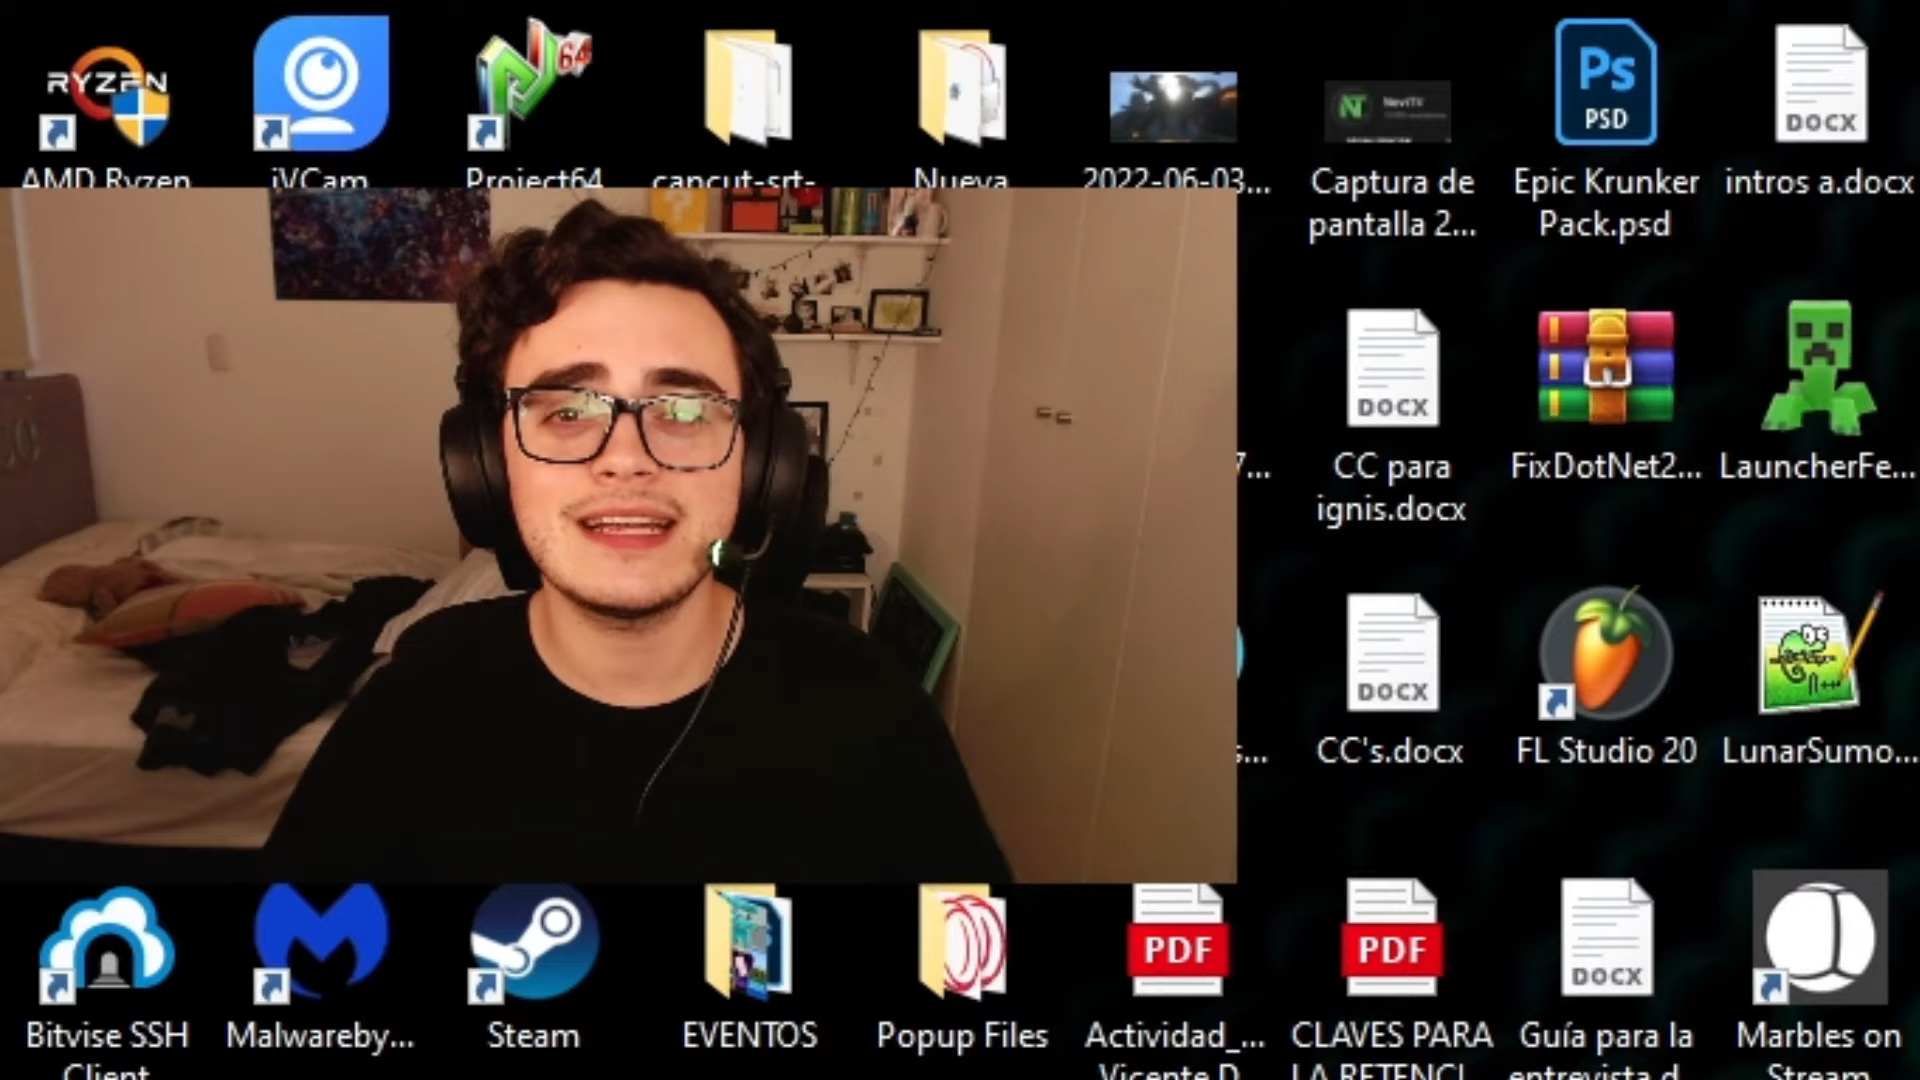 RYZEN
64
NoviTV
Ps
PSD
DOCX
AMD Ryzen
iVCam
Project64
cancut-srt-
Nueva
2022-06-03...
Captura de
pantalla 2...
Epic Krunker
Pack.psd
intros a.docx
DOCX
7...
CC para
ignis.docx
FixDotNet2...
LauncherFe...
DOCX
s...
CC's.docx
FL Studio 20
LunarSumo...
PDF
PDF
DOCX
Bitvise SSH
Client
Malwareby...
Steam
EVENTOS
Popup Files
Actividad_...
Vicente D
CLAVES PARA
LA RETENCI
Guía para la
entrevista d
Marbles on
Stream